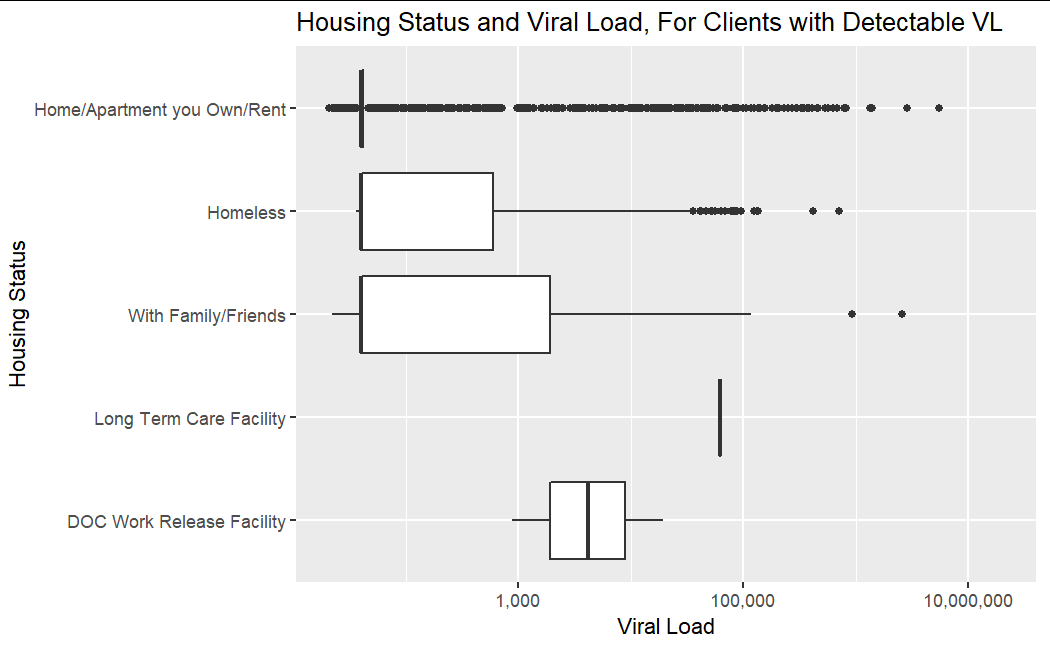 Housing Status and Viral Load, For Clients with Detectable VL
Home/Apartment you Own/Rent
Homeless
With Family/Friends
Long Term Care Facility
DOC Work Release Facility
Housing Status
1,000
100,000
10,000,000
Viral Load